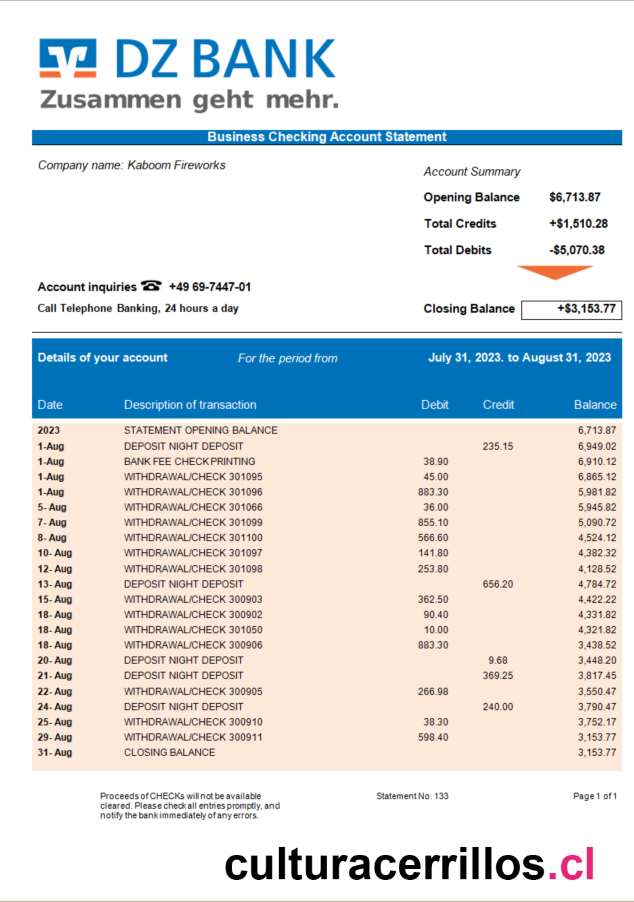 DZ BANK
Zusammen geht mehr.
Business Checking Account Statement
Company name: Kaboom Fireworks
Account Summary
Opening Balance $6,713.87
Total Credits +$1,510.28
Total Debits -$5,070.38
Account inquiries ☎ +49 69-7447-01
Call Telephone Banking, 24 hours a day
Closing Balance +$3,153.77
Details of your account For the period from July 31, 2023. to August 31, 2023
Date Description of transaction Debit Credit Balance
2023 STATEMENT OPENING BALANCE 6,713.87
1-Aug DEPOSIT NIGHT DEPOSIT 235.15 6,949.02
1-Aug BANK FEE CHECK PRINTING 38.90 6,910.12
1-Aug WITHDRAWAL/CHECK 301095 45.00 6,865.12
1-Aug WITHDRAWAL/CHECK 301096 883.30 5,981.82
5- Aug WITHDRAWAL/CHECK 301066 36.00 5,945.82
7- Aug WITHDRAWAL/CHECK 301099 855.10 5,090.72
8- Aug WITHDRAWAL/CHECK 301100 566.60 4,524.12
10- Aug WITHDRAWAL/CHECK 301097 141.80 4,382.32
12- Aug WITHDRAWAL/CHECK 301098 253.80 4,128.52
13- Aug DEPOSIT NIGHT DEPOSIT 656.20 4,784.72
15- Aug WITHDRAWAL/CHECK 300903 362.50 4,422.22
18- Aug WITHDRAWAL/CHECK 300902 90.40 4,331.82
18- Aug WITHDRAWAL/CHECK 301050 10.00 4,321.82
18- Aug WITHDRAWAL/CHECK 300906 883.30 3,438.52
20- Aug DEPOSIT NIGHT DEPOSIT 9.68 3,448.20
21- Aug DEPOSIT NIGHT DEPOSIT 369.25 3,817.45
22- Aug WITHDRAWAL/CHECK 300905 266.98 3,550.47
24- Aug DEPOSIT NIGHT DEPOSIT 240.00 3,790.47
25- Aug WITHDRAWAL/CHECK 300910 38.30 3,752.17
29- Aug WITHDRAWAL/CHECK 300911 598.40 3,153.77
31- Aug CLOSING BALANCE 3,153.77
Proceeds of CHECKs will not be available
cleared. Please check all entries promptly, and
notify the bank immediately of any errors.
Statement No. 133
Page 1 of 1
culturacerrillos.cl